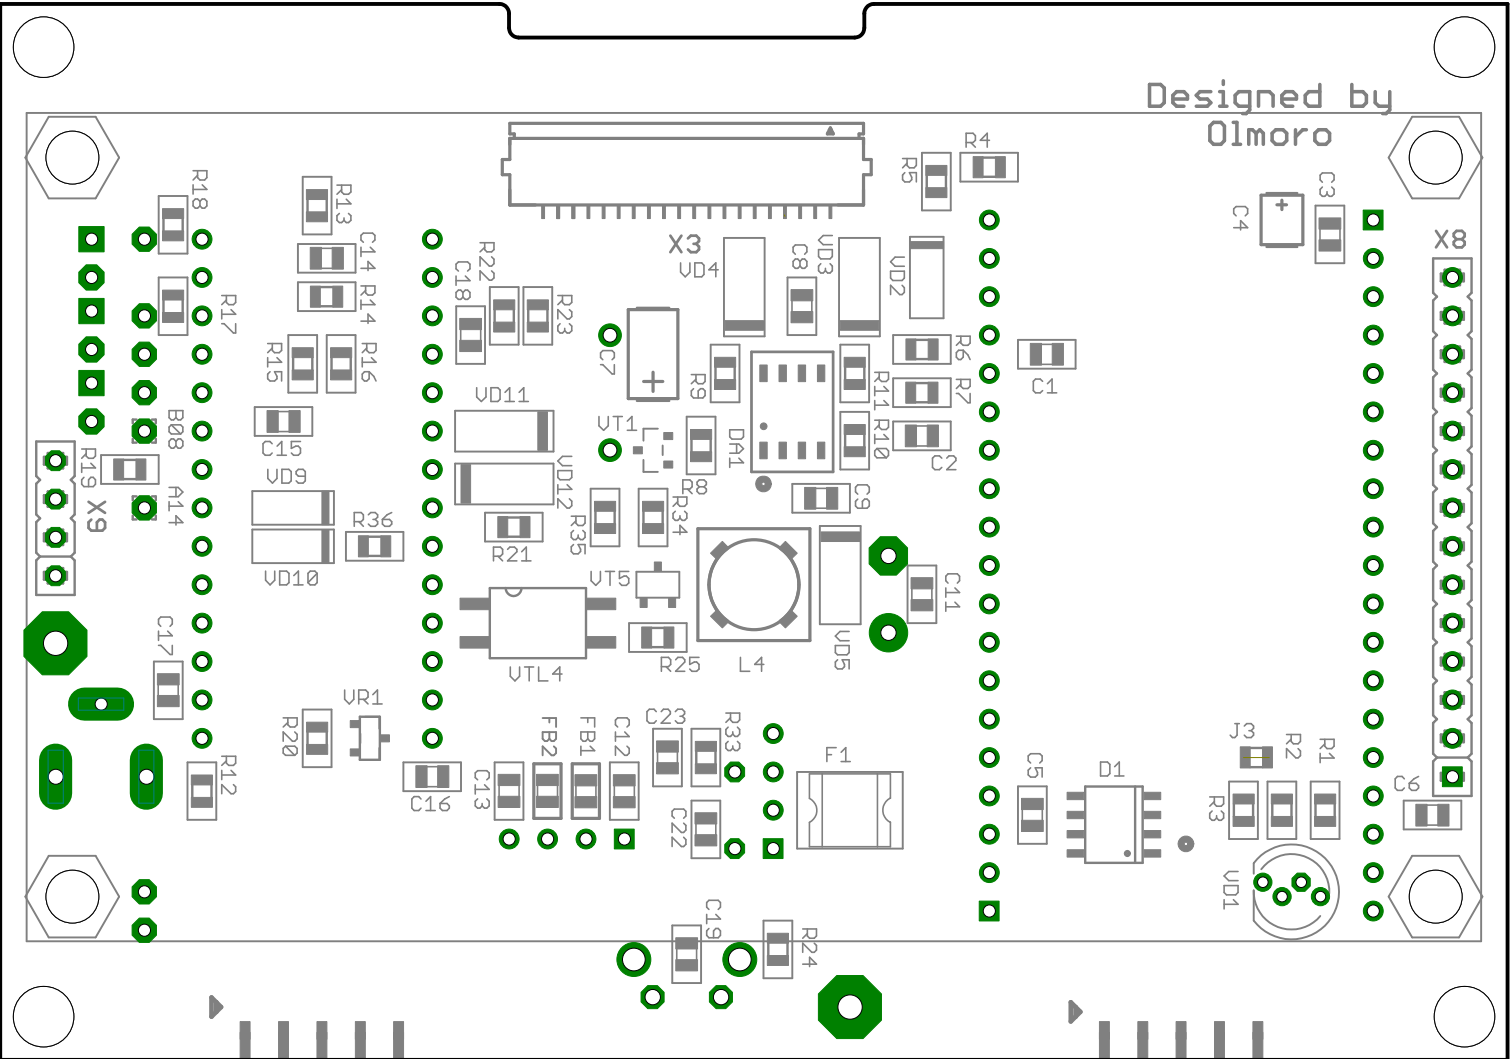 Designed by
Olmoro
R4
R5
C3
C4
R18
R13
X3
X8
C14
R22
C18
VD4
C8
VD3
VD2
R14
R17
R23
R15
R16
C7
R6
R7
R9
R11
C1
VD11
VT1
B08
C15
DA1
R10
C2
R19
VD9
VD12
R8
A14
X9
R36
R35
R34
C9
R21
VD10
VT5
C11
C17
VTL4
R25
L4
VD5
VR1
R20
FB2
FB1
C12
C23
R33
F1
J3
R2
R1
R12
C16
C13
C22
C5
D1
R3
C6
VD1
C19
R24